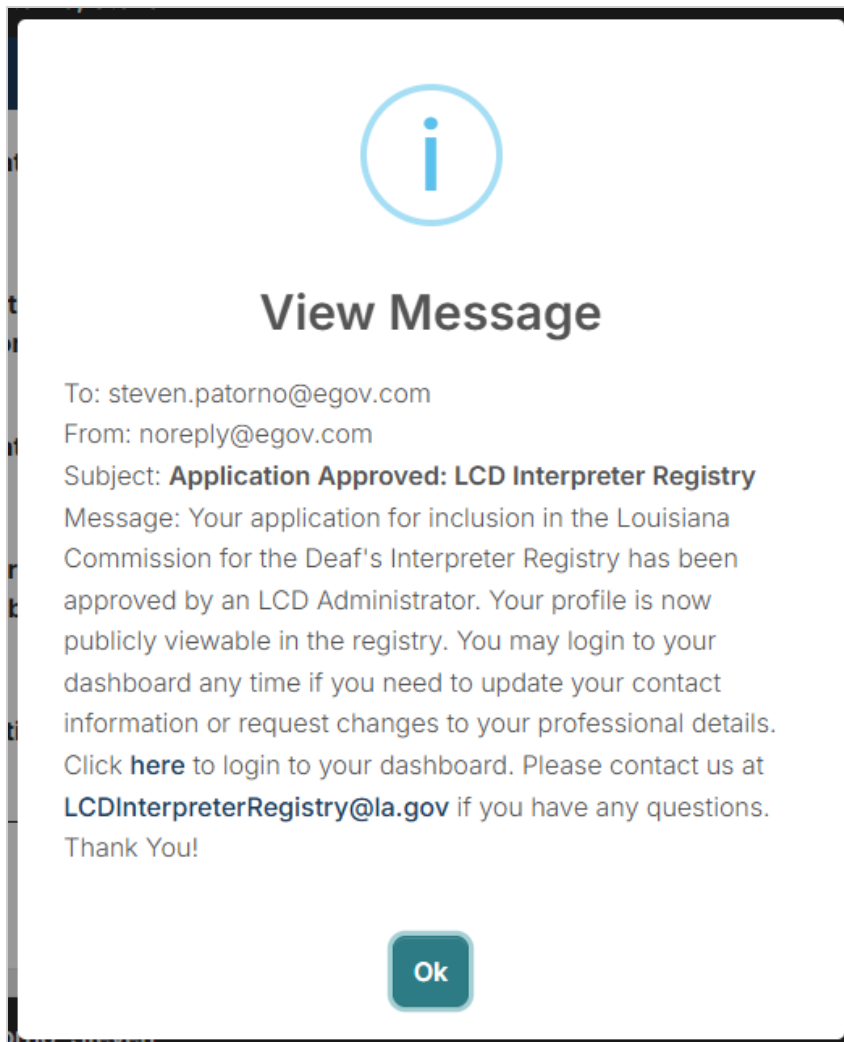 i
View Message
To: steven.patorno@egov.com
From: noreply@egov.com
Subject: Application Approved: LCD Interpreter Registry
Message: Your application for inclusion in the Louisiana
Commission for the Deaf's Interpreter Registry has been
approved by an LCD Administrator. Your profile is now
publicly viewable in the registry. You may login to your
dashboard any time if you need to update your contact
information or request changes to your professional details.
Click here to login to your dashboard. Please contact us at
LCDInterpreterRegistry@la.gov if you have any questions.
Thank You!
Ok